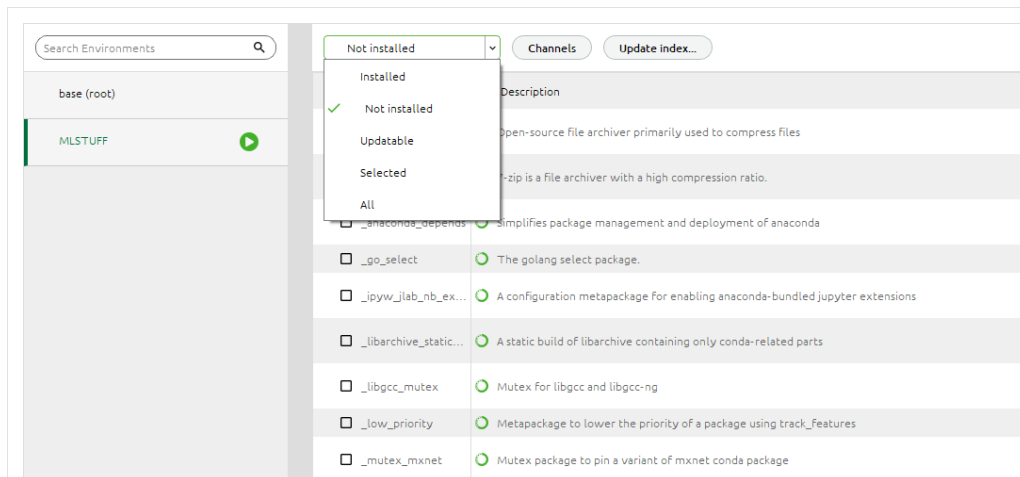 Search Environments
Not installed
Channels
Update index...
base (root)
Installed
Description
Not installed
MLSTUFF
Updatable
Open-source file archiver primarily used to compress files
Selected
7-zip is a file archiver with a high compression ratio.
All
_anaconda_depends Simplifies package management and deployment of anaconda
_go_select The golang select package.
_ipyw_jlab_nb_ex... A configuration metapackage for enabling anaconda-bundled jupyter extensions
_libarchive_static... A static build of libarchive containing only conda-related parts
_libgcc_mutex Mutex for libgcc and libgcc-ng
_low_priority Metapackage to lower the priority of a package using track_features
_mutex_mxnet Mutex package to pin a variant of mxnet conda package